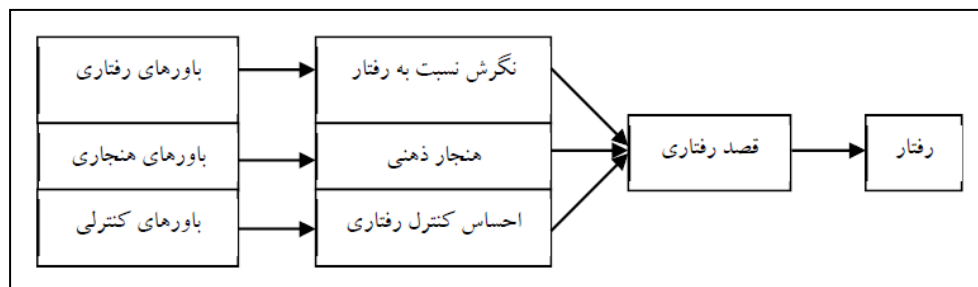 باورهای رفتاری
نگرش نسبت به رفتار
باورهای هنجاری
هنجار ذهنی
قصد رفتاری
رفتار
باورهای کنترلی
احساس کنترل رفتاری